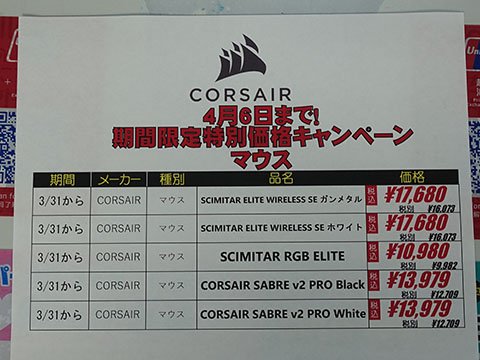 CORSAIR
4月6日まで!
期間限定特別価格キャンペーン
マウス
期間 メーカー 種別 品名 価格
3/31から CORSAIR マウス SCIMITAR ELITE WIRELESS SE ガンメタル 税込 ¥17,680
税別 ¥16,073
3/31から CORSAIR マウス SCIMITAR ELITE WIRELESS SE ホワイト 税込 ¥17,680
税別 ¥16,073
3/31から CORSAIR マウス SCIMITAR RGB ELITE 税込 ¥10,980
税別 ¥9,982
3/31から CORSAIR マウス CORSAIR SABRE v2 PRO Black 税込 ¥13,979
税別 ¥12,709
3/31から CORSAIR マウス CORSAIR SABRE v2 PRO White 税込 ¥13,979
税別 ¥12,709